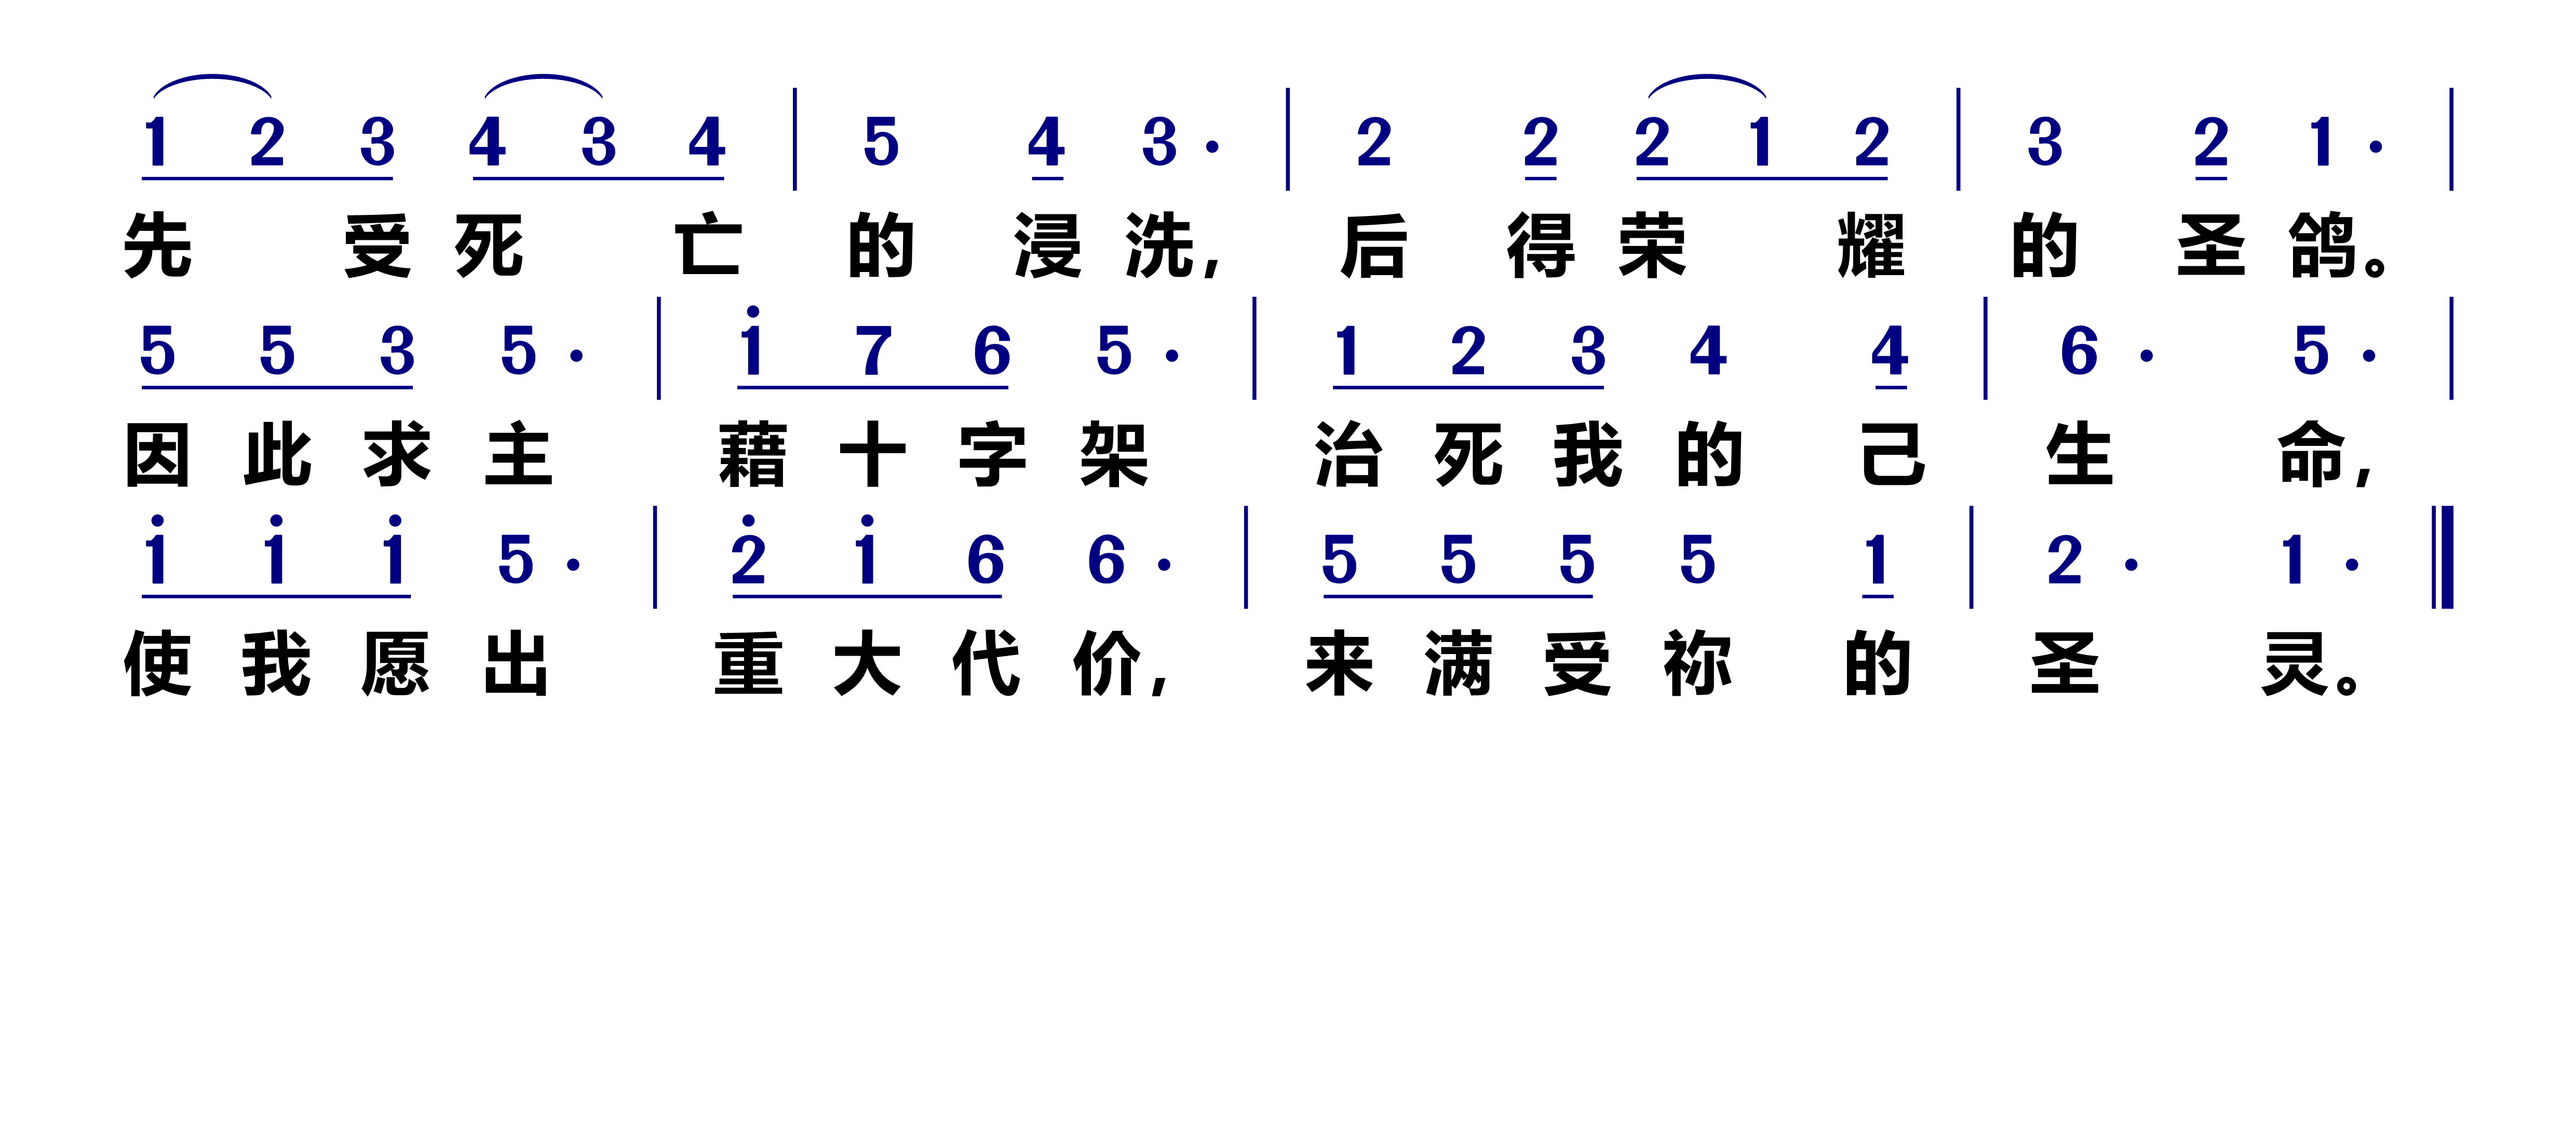 1 2 3 4 3 4 | 5 4 3 · | 2 2 2 1 2 | 3 2 1 · |
先 受 死 亡 的 浸 洗, 后 得 荣 耀 的 圣 鸽。
5 5 3 5 · | i 7 6 5 · | 1 2 3 4 4 | 6 · 5 · |
因 此 求 主 藉 十 字 架 治 死 我 的 己 生 命,
i i i 5 · | 2̇ i 6 6 · | 5 5 5 5 1 | 2 · 1 · ‖
使 我 愿 出 重 大 代 价, 来 满 受 祢 的 圣 灵。